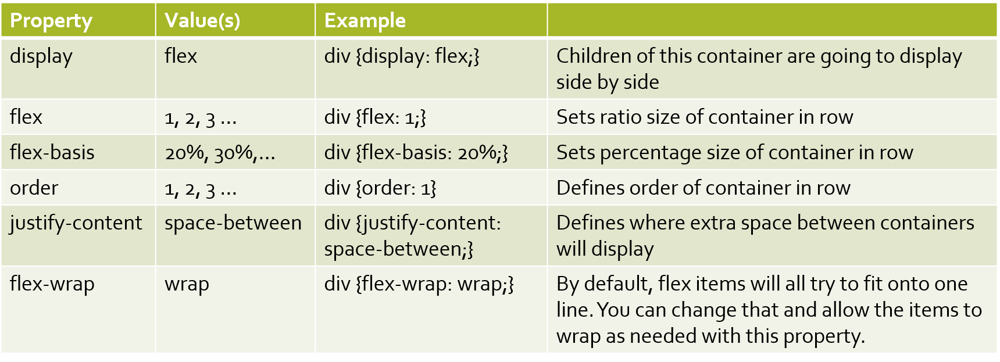 Property Value(s) Example
display flex div {display: flex;} Children of this container are going to display
side by side
flex 1, 2, 3 ... div {flex: 1;} Sets ratio size of container in row
flex-basis 20%, 30%,... div {flex-basis: 20%;} Sets percentage size of container in row
order 1, 2, 3 ... div {order: 1} Defines order of container in row
justify-content space-between div {justify-content: Defines where extra space between containers
space-between;} will display
flex-wrap wrap div {flex-wrap: wrap;} By default, flex items will all try to fit onto one
line. You can change that and allow the items to
wrap as needed with this property.